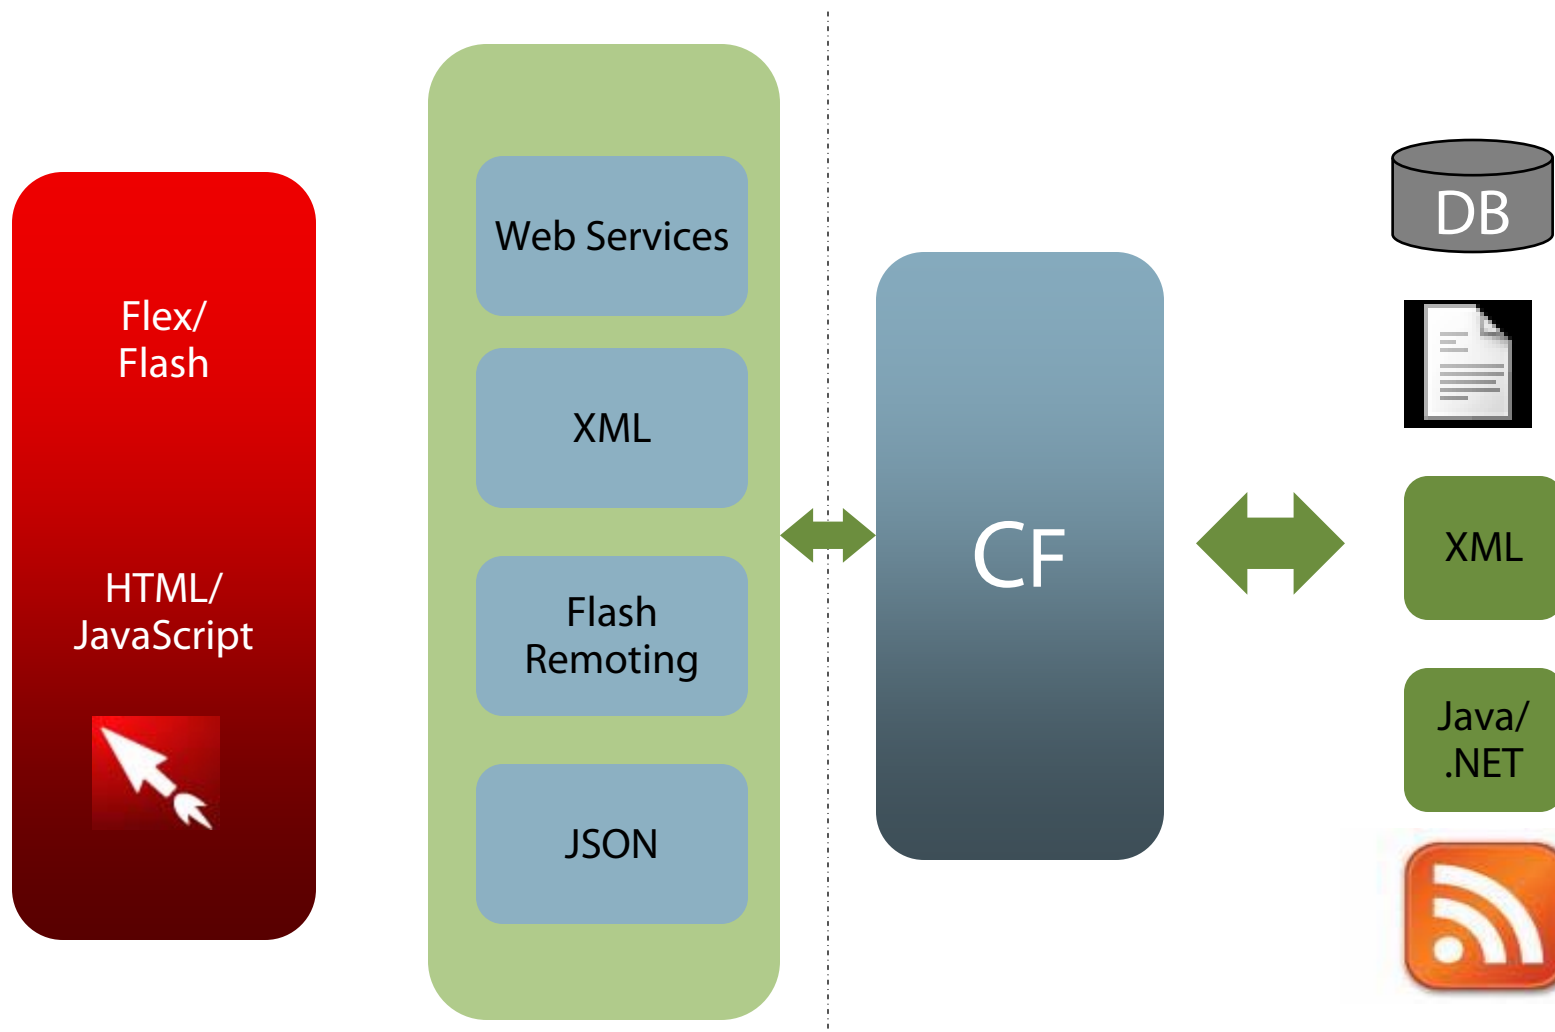 Flex/
Flash
HTML/
JavaScript
Web Services
XML
Flash
Remoting
JSON
CF
DB
XML
Java/
.NET